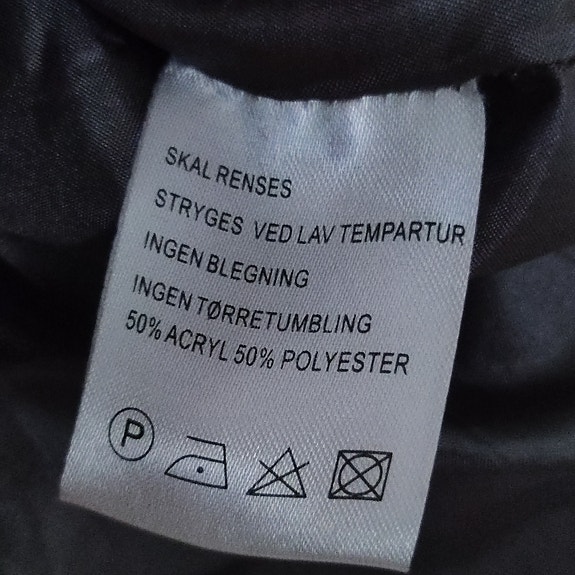 SKAL RENSES
STRYGES VED LAV TEMPARTUR
INGEN BLEGNING
INGEN TØRRETUMBLING
50% ACRYL 50% POLYESTER
P